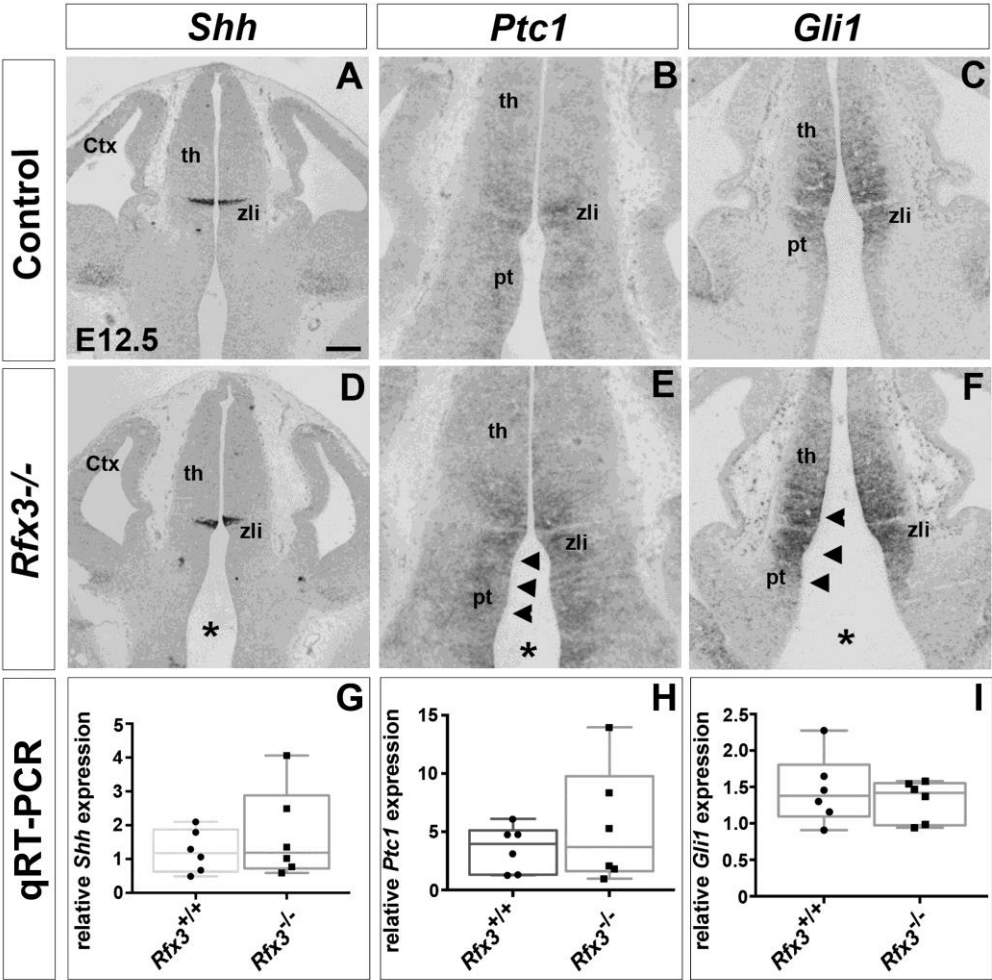 Shh
Ptc1
Gli1
Control
A
Ctx
th
zli
E12.5
B
th
zli
pt
C
th
zli
pt
Rfx3-/-
D
Ctx
th
zli
*
E
th
zli
pt
*
F
th
zli
pt
*
qRT-PCR
G
relative Shh expression
5
4
3
2
1
0
Rfx3+/+
Rfx3-/-
H
relative Ptc1 expression
15
10
5
0
Rfx3+/+
Rfx3-/-
I
relative Gli1 expression
2.5
2.0
1.5
1.0
0.5
0
Rfx3+/+
Rfx3-/-